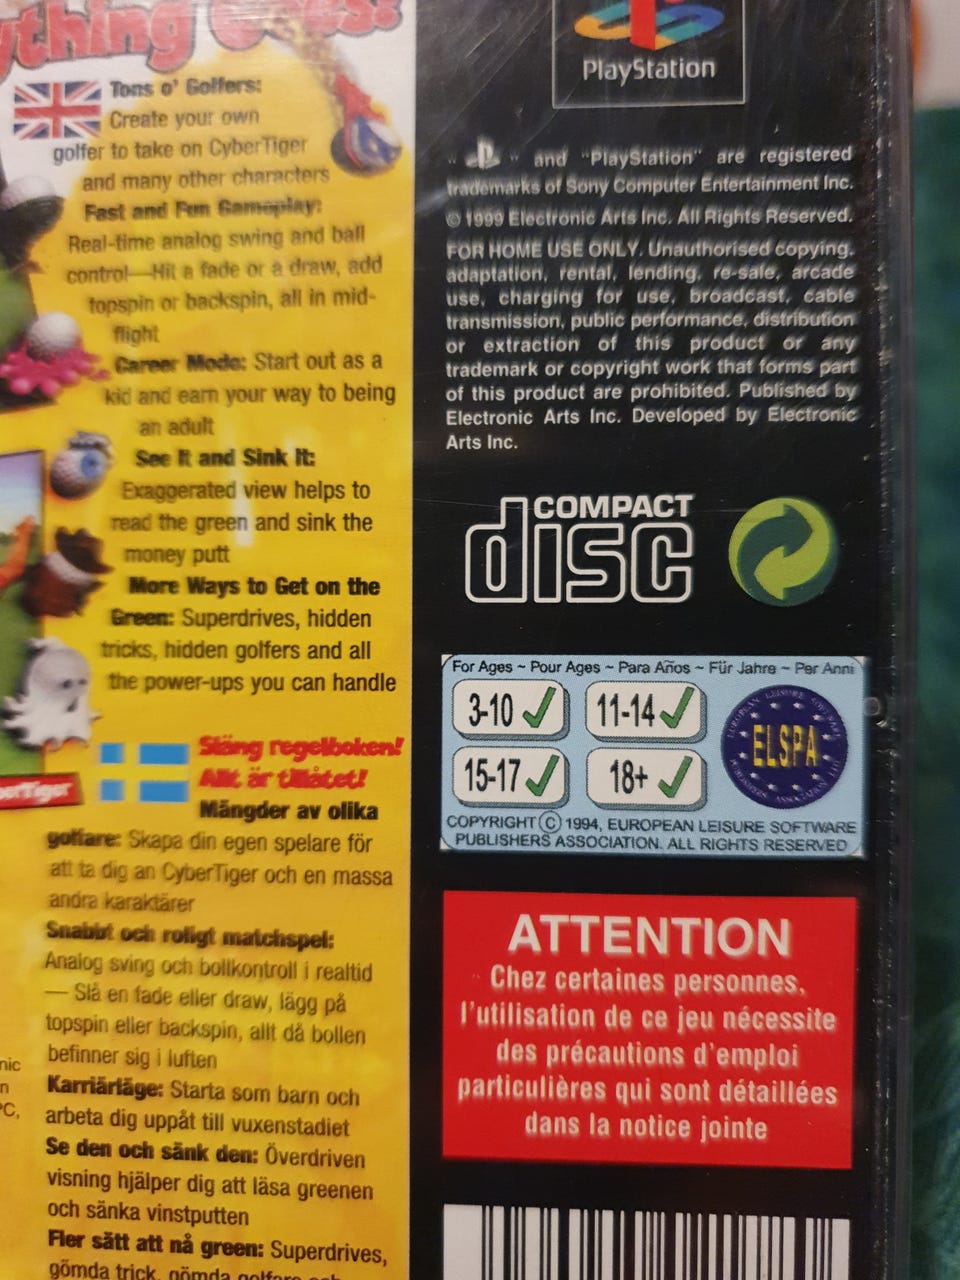 Tons o' Golfers:
Create your own
golfer to take on CyberTiger
and many other characters
Fast and Fun Gameplay:
Real-time analog swing and ball
control—Hit a fade or a draw, add
topspin or backspin, all in mid-
flight
Career Mode: Start out as a
kid and earn your way to being
an adult
See It and Sink It:
Exaggerated view helps to
read the green and sink the
money putt
More Ways to Get on the
Green: Superdrives, hidden
tricks, hidden golfers and all
the power-ups you can handle
Släng regelboken!
Allt är tillåtet!
Mängder av olika
golfare: Skapa din egen spelare för
att ta dig an CyberTiger och en massa
andra karaktärer
Snabbt och roligt matchspel:
Analog sving och bollkontroll i realtid
— Slå en fade eller draw, lägg på
topspin eller backspin, allt då bollen
befinner sig i luften
Karriärläge: Starta som barn och
arbeta dig uppåt till vuxenstadiet
Se den och sänk den: Överdriven
visning hjälper dig att läsa greenen
och sänka vinstputten
Fler sätt att nå green: Superdrives,
gömda trick, gömda golfare och
PlayStation
" " and "PlayStation" are registered
trademarks of Sony Computer Entertainment Inc.
© 1999 Electronic Arts Inc. All Rights Reserved.
FOR HOME USE ONLY. Unauthorised copying,
adaptation, rental, lending, re-sale, arcade
use, charging for use, broadcast, cable
transmission, public performance, distribution
or extraction of this product or any
trademark or copyright work that forms part
of this product are prohibited. Published by
Electronic Arts Inc. Developed by Electronic
Arts Inc.
COMPACT
disc
For Ages ~ Pour Ages ~ Para Años ~ Für Jahre ~ Per Anni
3-10 11-14
15-17 18+
EUROPEAN LEISURE SOFTWARE PUBLISHERS ASSOCIATION LTD
ELSPA
COPYRIGHT © 1994, EUROPEAN LEISURE SOFTWARE
PUBLISHERS ASSOCIATION. ALL RIGHTS RESERVED
ATTENTION
Chez certaines personnes,
l'utilisation de ce jeu nécessite
des précautions d'emploi
particulières qui sont détaillées
dans la notice jointe